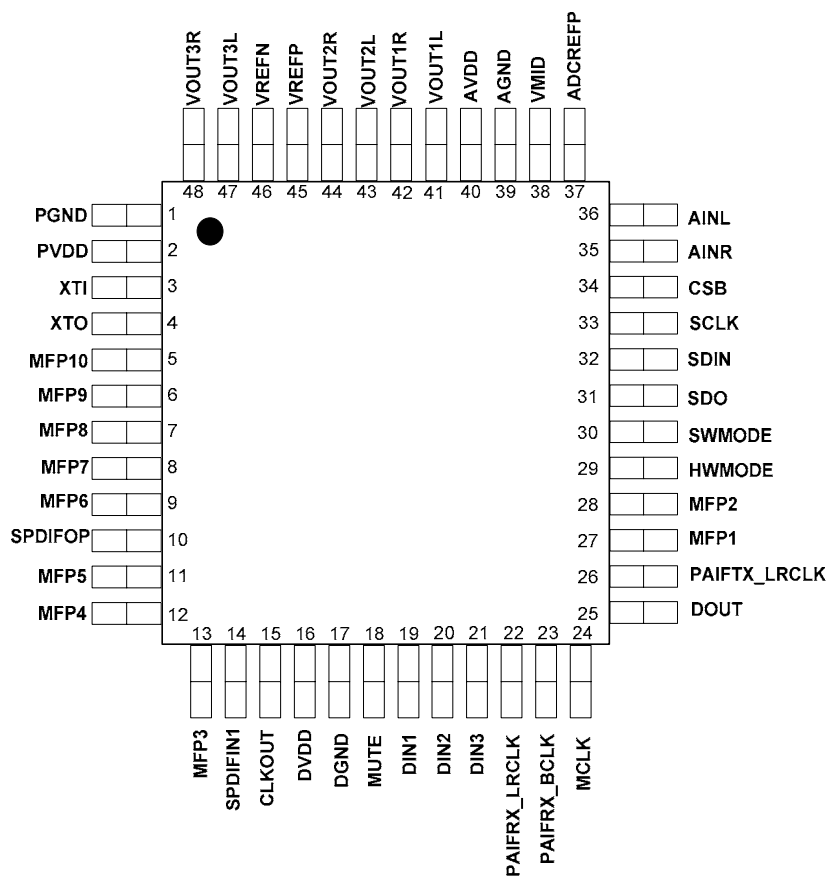 VOUT3R VOUT3L VREFN VREFP VOUT2R VOUT2L VOUT1R VOUT1L AVDD AGND VMID ADCREFP
48 47 46 45 44 43 42 41 40 39 38 37
PGND 1 36 AINL
PVDD 2 35 AINR
XTI 3 34 CSB
XTO 4 33 SCLK
MFP10 5 32 SDIN
MFP9 6 31 SDO
MFP8 7 30 SWMODE
MFP7 8 29 HWMODE
MFP6 9 28 MFP2
SPDIFOP 10 27 MFP1
MFP5 11 26 PAIFTX_LRCLK
MFP4 12 25 DOUT
13 14 15 16 17 18 19 20 21 22 23 24
MFP3 SPDIFIN1 CLKOUT DVDD DGND MUTE DIN1 DIN2 DIN3 PAIFRX_LRCLK PAIFRX_BCLK MCLK